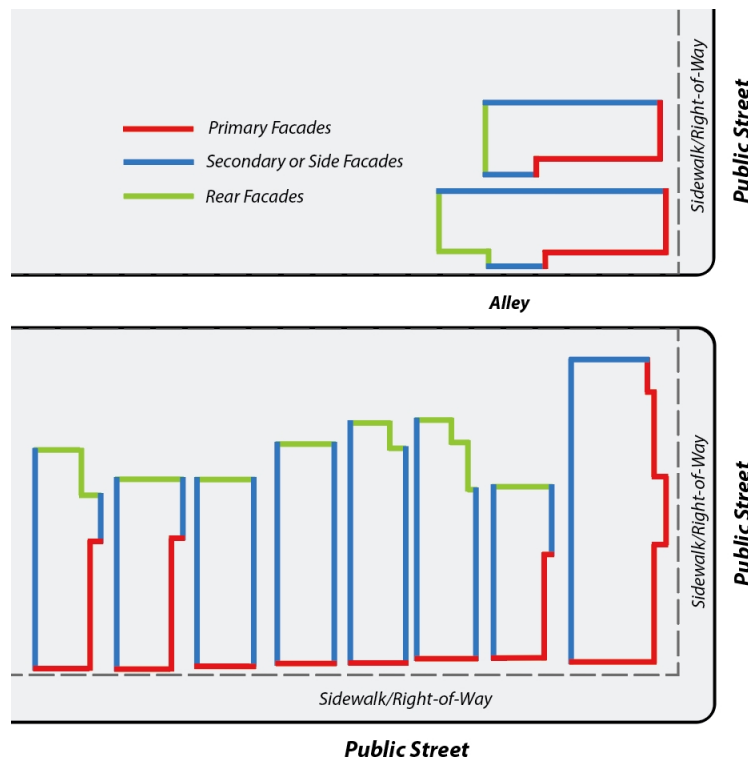 Primary Facades
Secondary or Side Facades
Rear Facades
Sidewalk/Right-of-Way
Public Street
Alley
Sidewalk/Right-of-Way
Public Street
Sidewalk/Right-of-Way
Public Street